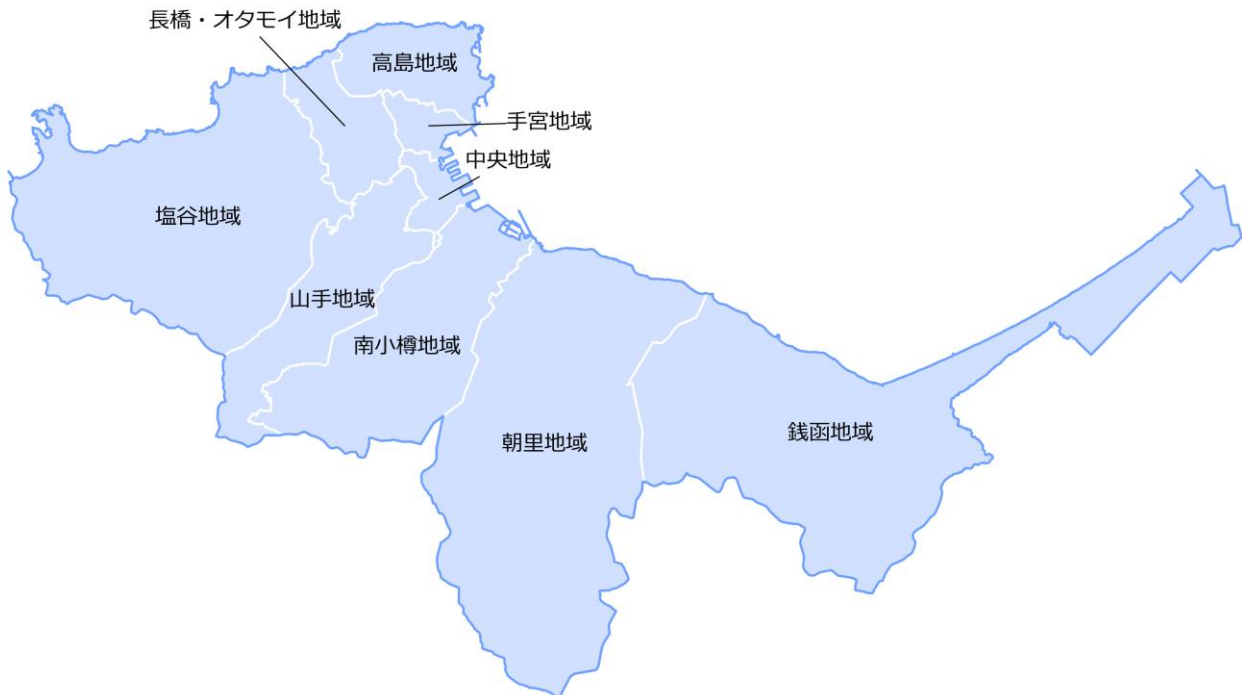 長橋・オタモイ地域
高島地域
手宮地域
中央地域
塩谷地域
山手地域
南小樽地域
朝里地域
銭函地域